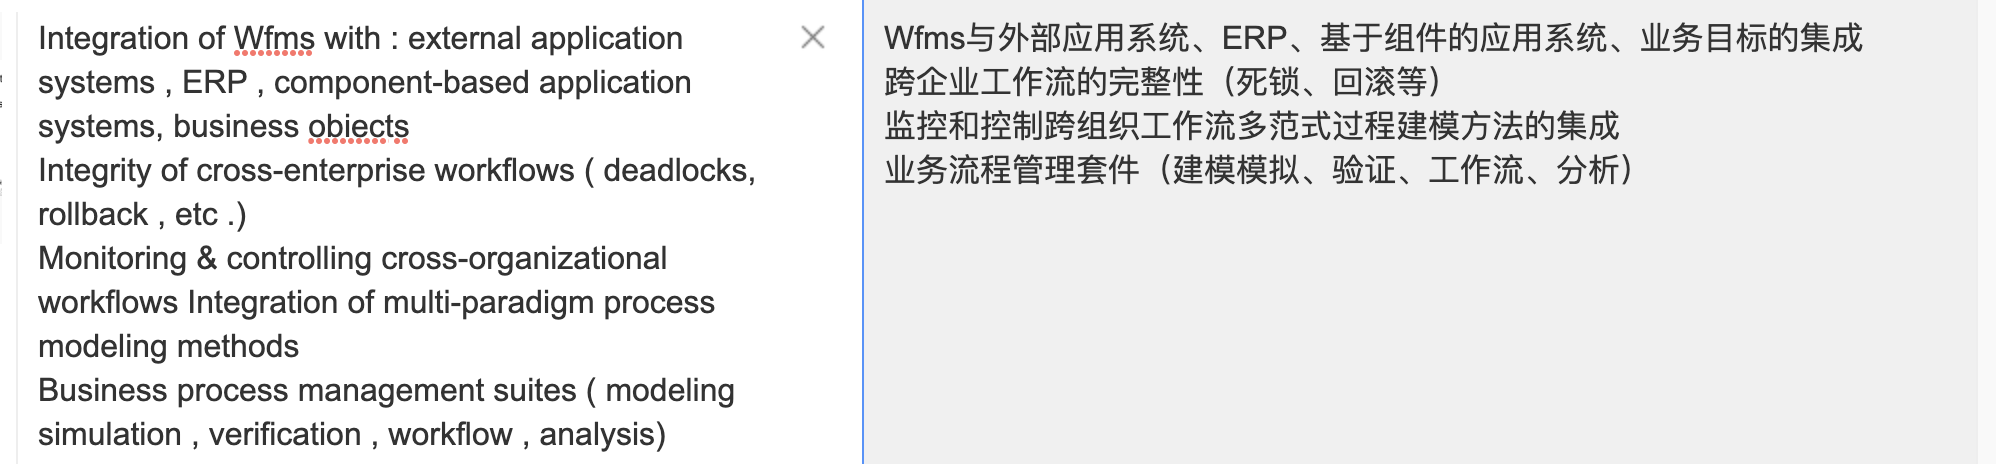 Integration of Wfms with : external application
systems , ERP , component-based application
systems, business obiects
Integrity of cross-enterprise workflows ( deadlocks,
rollback , etc .)
Monitoring & controlling cross-organizational
workflows Integration of multi-paradigm process
modeling methods
Business process management suites ( modeling
simulation , verification , workflow , analysis)
Wfms与外部应用系统、ERP、基于组件的应用系统、业务目标的集成
跨企业工作流的完整性（死锁、回滚等）
监控和控制跨组织工作流多范式过程建模方法的集成
业务流程管理套件（建模模拟、验证、工作流、分析）